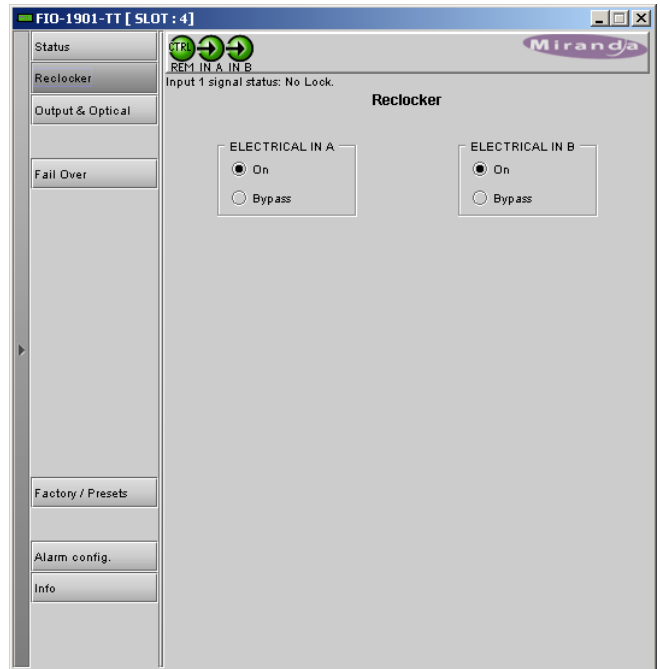 FIO-1901-TT [ SLOT : 4]
Status
Reclocker
Output & Optical
Fail Over
Factory / Presets
Alarm config.
Info
CTRL
REM IN A IN B
Miranda
Input 1 signal status: No Lock.
Reclocker
ELECTRICAL IN A
On
Bypass
ELECTRICAL IN B
On
Bypass